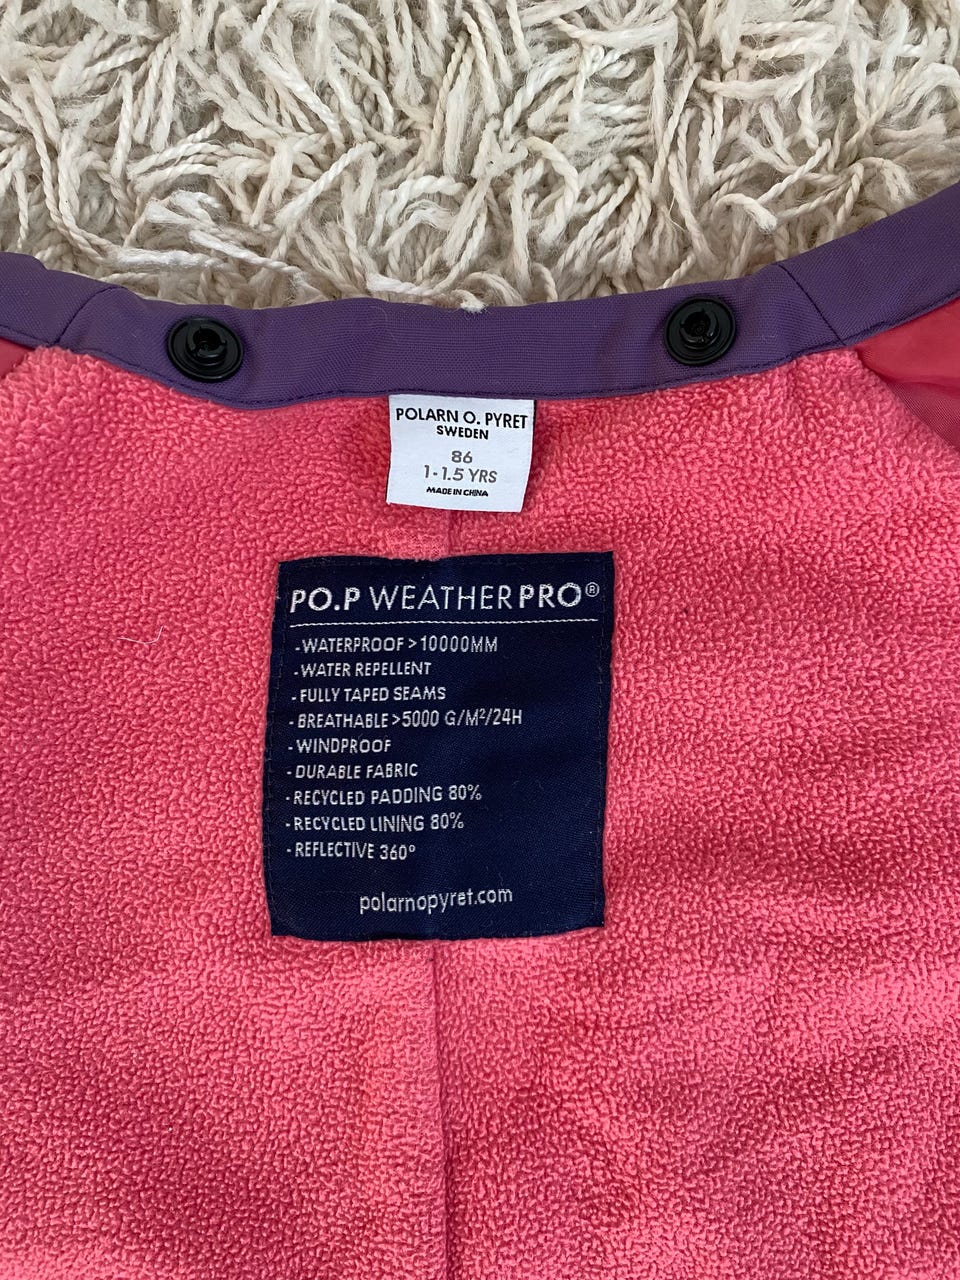 POLARN O. PYRET
SWEDEN
86
1-1.5 YRS
MADE IN CHINA
PO.P WEATHERPRO®
-WATERPROOF >10000MM
-WATER REPELLENT
-FULLY TAPED SEAMS
-BREATHABLE >5000 G/M²/24H
-WINDPROOF
-DURABLE FABRIC
-RECYCLED PADDING 80%
-RECYCLED LINING 80%
-REFLECTIVE 360°
polarnopyret.com